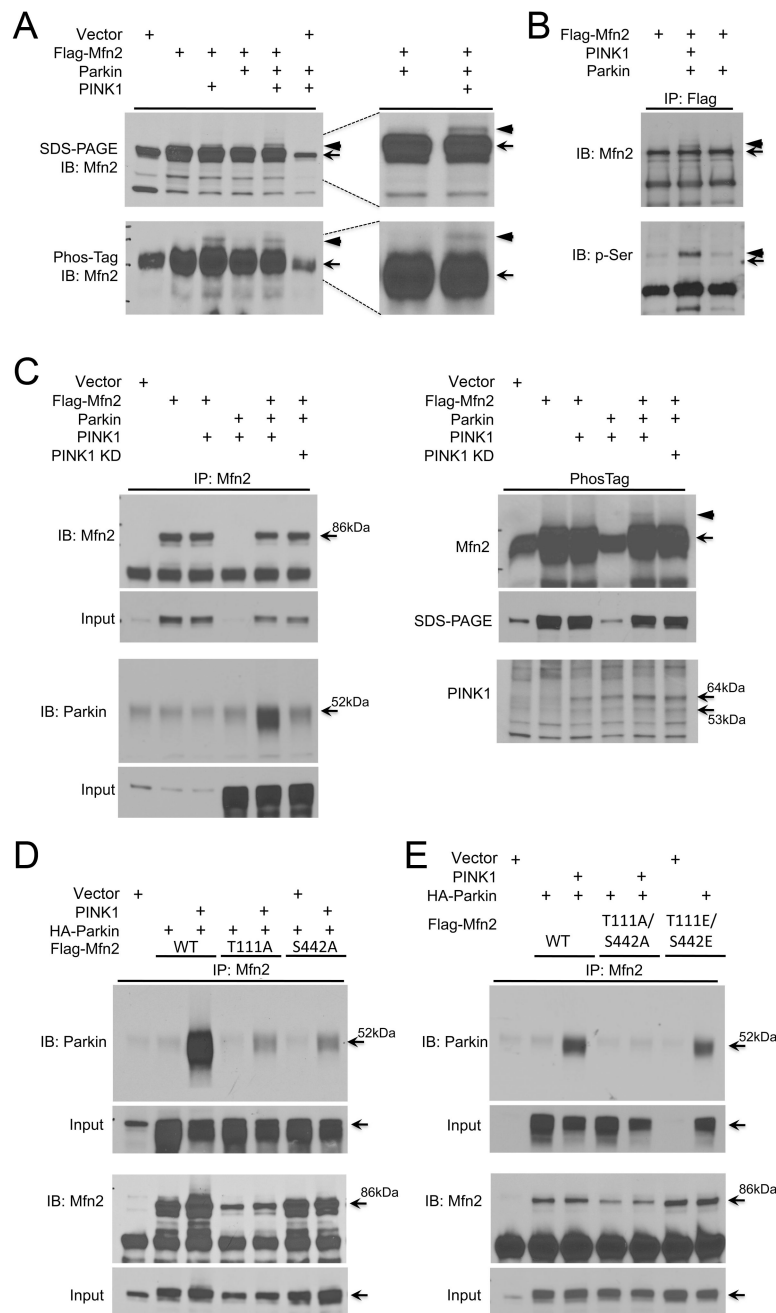 A
Vector + +
Flag-Mfn2 + + + + + +
Parkin + + + + +
PINK1 + + + +
SDS-PAGE
IB: Mfn2
Phos-Tag
IB: Mfn2
B
Flag-Mfn2 + + +
PINK1 +
Parkin + +
IP: Flag
IB: Mfn2
IB: p-Ser
C
Vector +
Flag-Mfn2 + + + +
Parkin + + +
PINK1 + + +
PINK1 KD +
IP: Mfn2
IB: Mfn2
86kDa
Input
IB: Parkin
52kDa
Input
Vector +
Flag-Mfn2 + + + +
Parkin + + +
PINK1 + + +
PINK1 KD +
PhosTag
Mfn2
SDS-PAGE
PINK1
64kDa
53kDa
D
Vector + +
PINK1 + + +
HA-Parkin + + + + + +
Flag-Mfn2 WT T111A S442A
IP: Mfn2
IB: Parkin
52kDa
Input
IB: Mfn2
86kDa
Input
E
Vector + +
PINK1 + +
HA-Parkin + + + + +
Flag-Mfn2 WT T111A/ S442A T111E/ S442E
IP: Mfn2
IB: Parkin
52kDa
Input
IB: Mfn2
86kDa
Input